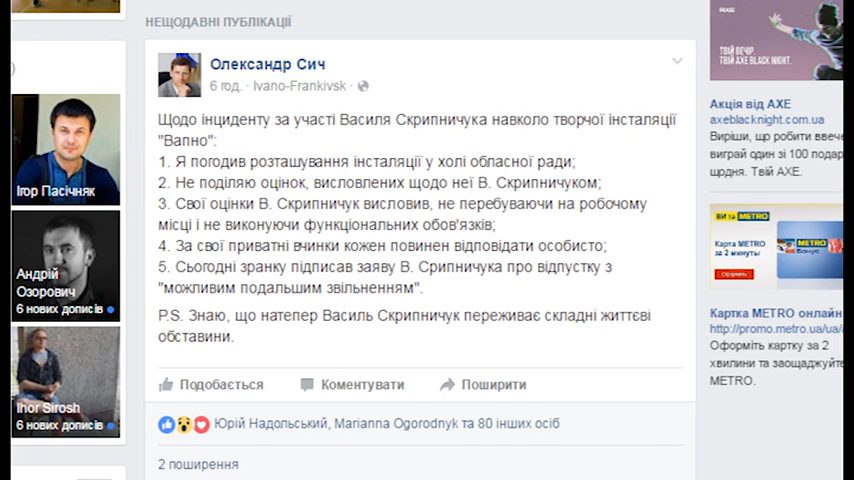 НЕЩОДАВНІ ПУБЛІКАЦІЇ
Олександр Сич
6 год. · Ivano-Frankivsk ·
Щодо інциденту за участі Василя Скрипничука навколо творчої інсталяції
"Вапно":
1. Я погодив розташування інсталяції у холі обласної ради;
2. Не поділяю оцінок, висловлених щодо неї В. Скрипничуком;
3. Свої оцінки В. Скрипничук висловив, не перебуваючи на робочому
місці і не виконуючи функціональних обов'язків;
4. За свої приватні вчинки кожен повинен відповідати особисто;
5. Сьогодні зранку підписав заяву В. Срипничука про відпустку з
"можливим подальшим звільненням".
P.S. Знаю, що натепер Василь Скрипничук переживає складні життєві
обставини.
Подобається Коментувати Поширити
Юрій Надольський, Marianna Ogorodnyk та 80 інших осіб
2 поширення
)
Ігор Пасічняк
Андрій
Озорович
6 нових дописів
Ihor Sirosh
6 нових дописів
AXE
ТВІЙ ВЕЧІР.
ТВІЙ AXE BLACK NIGHT.
Акція від AXE
axeblacknight.com.ua
Виріши, що робити ввече
виграй один зі 100 подар
щодня. Твій AXE.
Ви та METRO
Карта METRO
за 2 минуты
METRO
Бонус
Картка METRO онлайн
http://promo.metro.ua/ua/
Оформіть картку за 2
хвилини та заощаджуйте
METRO.